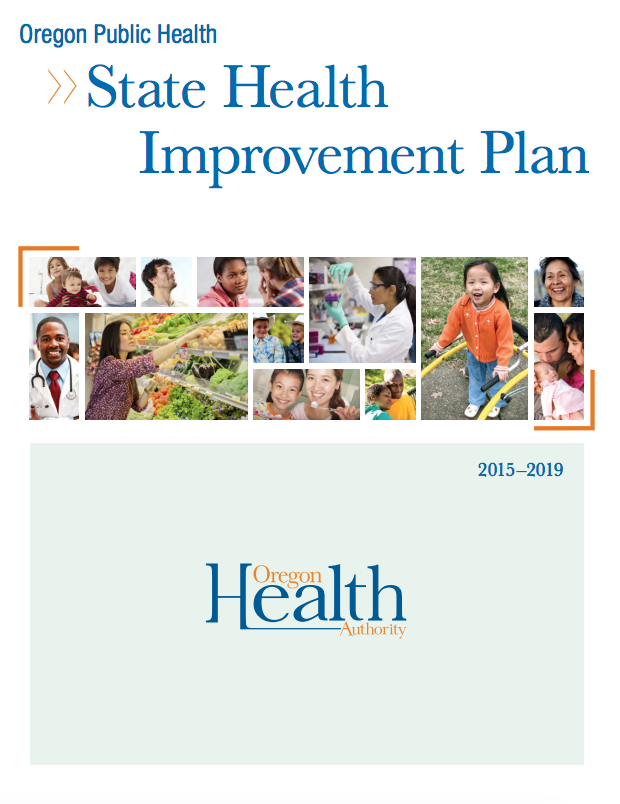 Oregon Public Health
State Health
Improvement Plan
2015–2019
Oregon
Health
Authority